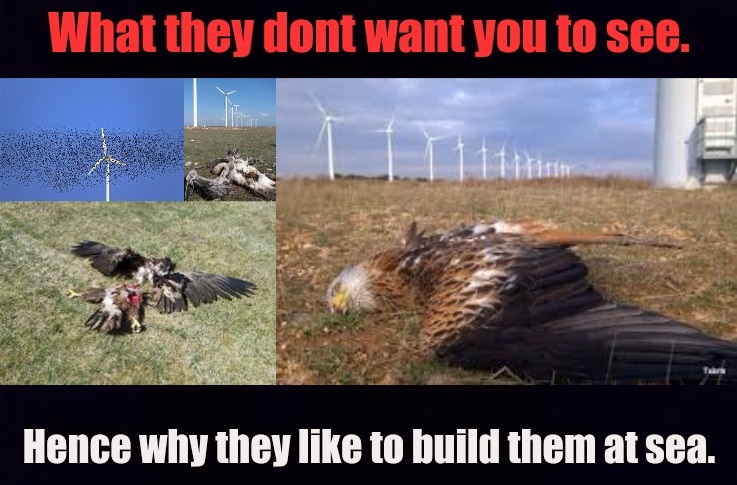 What they dont want you to see.
Hence why they like to build them at sea.